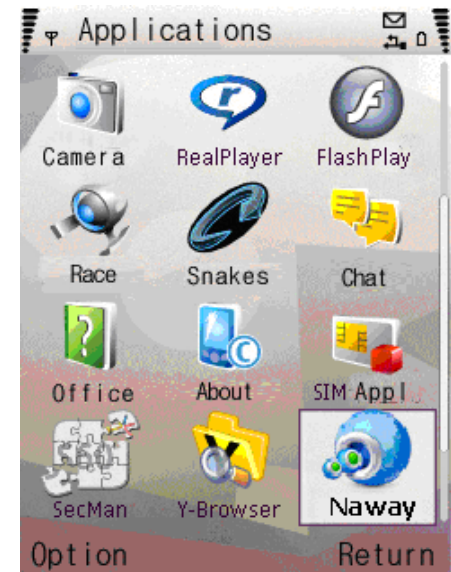 Applications
Camera RealPlayer FlashPlay
Race Snakes Chat
Office About SIM Appl.
SecMan Y-Browser Naway
Option Return